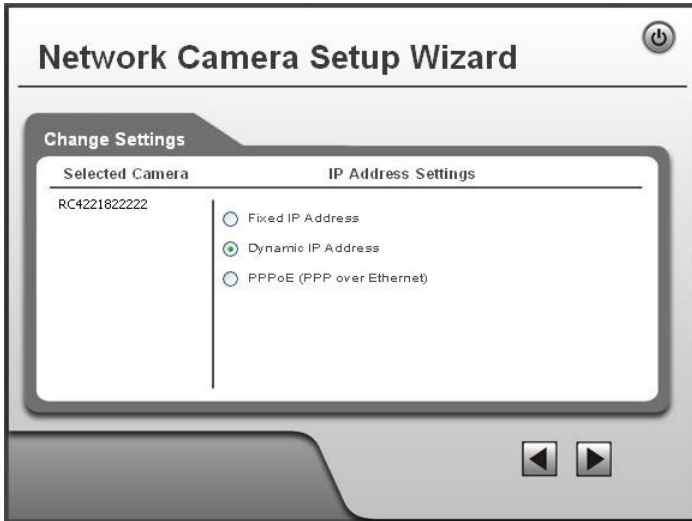 Network Camera Setup Wizard
Change Settings
Selected Camera
IP Address Settings
RC4221822222
Fixed IP Address
Dynamic IP Address
PPPoE (PPP over Ethernet)